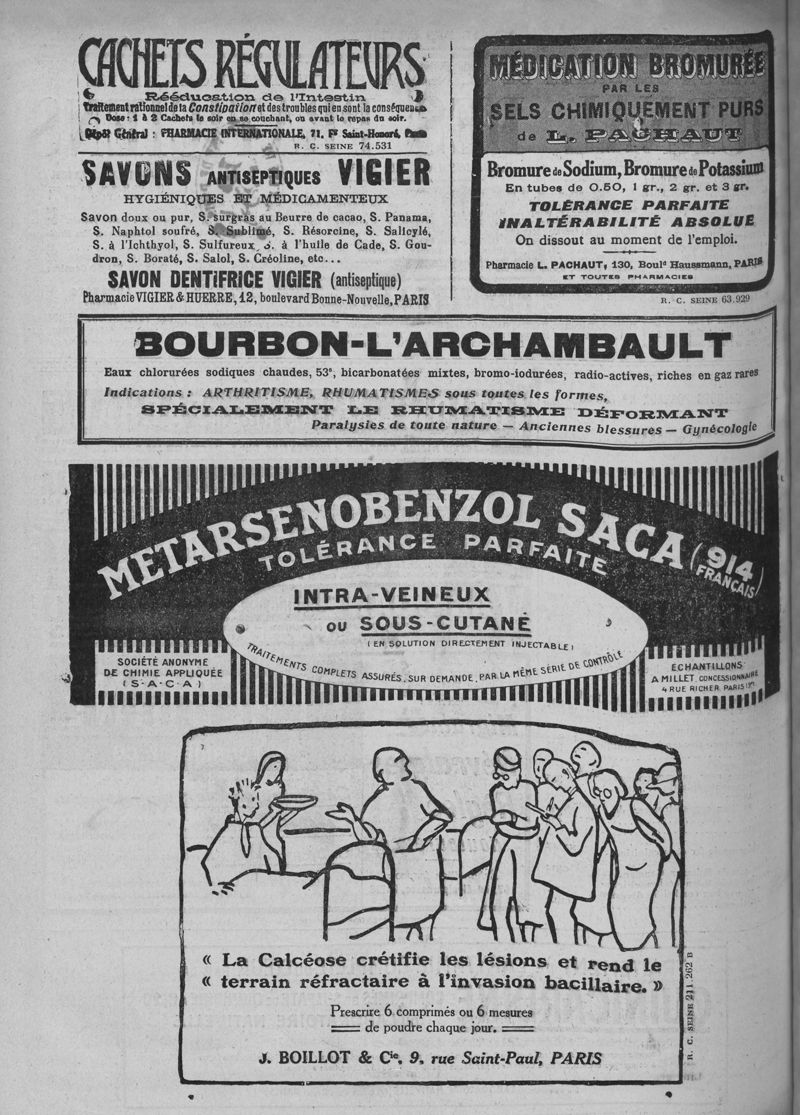 CACHETS RÉGULATEURS
Rééducation de l'Intestin
Traitement rationnel de la Constipation et des troubles qui en sont la conséquence
Dose : 1 à 2 Cachets le soir en se couchant, ou avant le repas du soir.
Dépôt Général : PHARMACIE INTERNATIONALE, 71, Fg Saint-Honoré, Paris
R. C. SEINE 74.531
SAVONS ANTISEPTIQUES VIGIER
HYGIÉNIQUES ET MÉDICAMENTEUX
Savon doux ou pur, S. surgras au Beurre de cacao, S. Panama,
S. Naphtol soufré, S. Sublimé, S. Résorcine, S. Salicylé,
S. à l'Ichthyol, S. Sulfureux, S. à l'huile de Cade, S. Gou-
dron, S. Boraté, S. Salol, S. Créoline, etc...
SAVON DENTIFRICE VIGIER (antiseptique)
Pharmacie VIGIER & HUERRE, 12, boulevard Bonne-Nouvelle, PARIS
MÉDICATION BROMURÉE
PAR LES
SELS CHIMIQUEMENT PURS
de L. PACHAUT
Bromure de Sodium, Bromure de Potassium
En tubes de 0.50, 1 gr., 2 gr. et 3 gr.
TOLÉRANCE PARFAITE
INALTÉRABILITÉ ABSOLUE
On dissout au moment de l'emploi.
Pharmacie L. PACHAUT, 130, Boulᵈ Haussmann, PARIS
ET TOUTES PHARMACIES
R. C. SEINE 63.929
BOURBON-L'ARCHAMBAULT
Eaux chlorurées sodiques chaudes, 53°, bicarbonatées mixtes, bromo-iodurées, radio-actives, riches en gaz rares
Indications : ARTHRITISME, RHUMATISMES sous toutes les formes,
SPÉCIALEMENT LE RHUMATISME DÉFORMANT
Paralysies de toute nature — Anciennes blessures — Gynécologie
METARSENOBENZOL SACA (914 FRANÇAIS)
TOLÉRANCE PARFAITE
INTRA-VEINEUX
OU SOUS-CUTANÉ
(EN SOLUTION DIRECTEMENT INJECTABLE)
TRAITEMENTS COMPLETS ASSURÉS, SUR DEMANDE, PAR LA MÊME SÉRIE DE CONTRÔLE
SOCIÉTÉ ANONYME
DE CHIMIE APPLIQUÉE
(S-A-C-A)
ÉCHANTILLONS
A MILLET CONCESSIONNAIRE
4 RUE RICHER. PARIS
« La Calcéose crétifie les lésions et rend le
« terrain réfractaire à l'invasion bacillaire. »
Prescrire 6 comprimés ou 6 mesures
de poudre chaque jour.
J. BOILLOT & Cie, 9, rue Saint-Paul, PARIS
R. C. SEINE 211.262 B